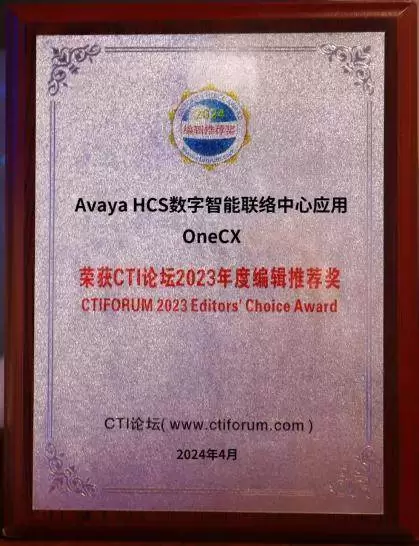 2024
编辑推荐奖
Avaya HCS数字智能联络中心应用
OneCX
荣获CTI论坛2023年度编辑推荐奖
CTIFORUM 2023 Editors' Choice Award
CTI论坛( www.ctiforum.com )
2024年4月